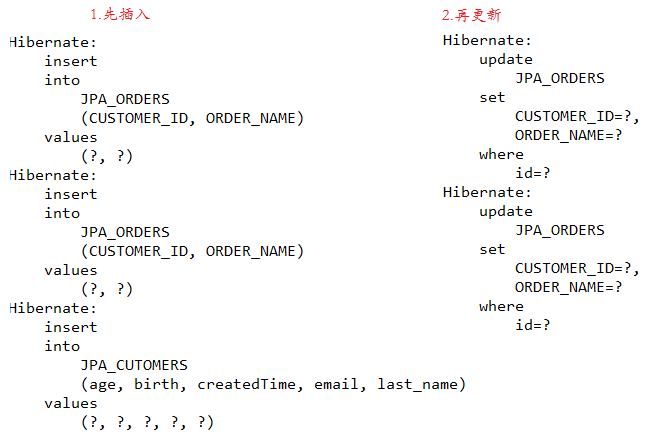 1.先插入
Hibernate:
insert
into
JPA_ORDERS
(CUSTOMER_ID, ORDER_NAME)
values
(?, ?)
Hibernate:
insert
into
JPA_ORDERS
(CUSTOMER_ID, ORDER_NAME)
values
(?, ?)
Hibernate:
insert
into
JPA_CUTOMERS
(age, birth, createdTime, email, last_name)
values
(?, ?, ?, ?, ?)
2.再更新
Hibernate:
update
JPA_ORDERS
set
CUSTOMER_ID=?,
ORDER_NAME=?
where
id=?
Hibernate:
update
JPA_ORDERS
set
CUSTOMER_ID=?,
ORDER_NAME=?
where
id=?